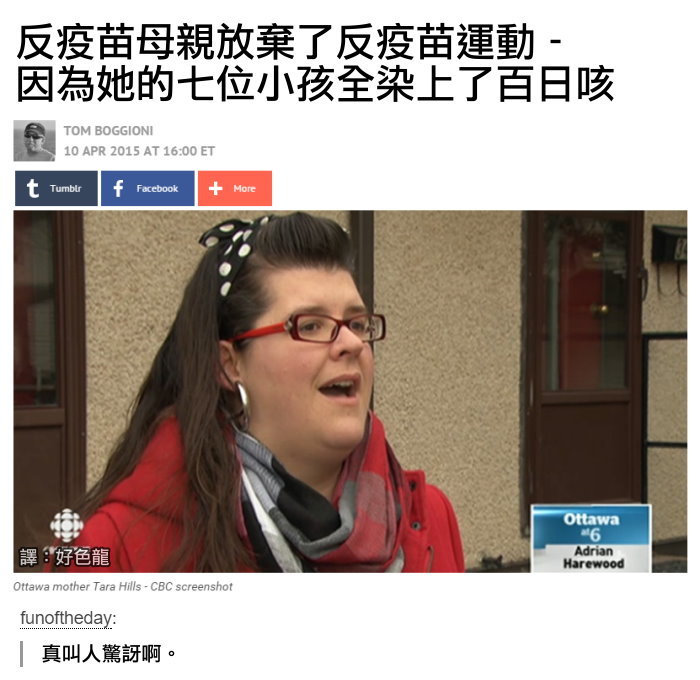 反疫苗母親放棄了反疫苗運動 -
因為她的七位小孩全染上了百日咳
TOM BOGGIONI
10 APR 2015 AT 16:00 ET
t Tumblr f Facebook + More
譯：好色龍
Ottawa
at 6
Adrian
Harewood
Ottawa mother Tara Hills - CBC screenshot
funoftheday:
真叫人驚訝啊。